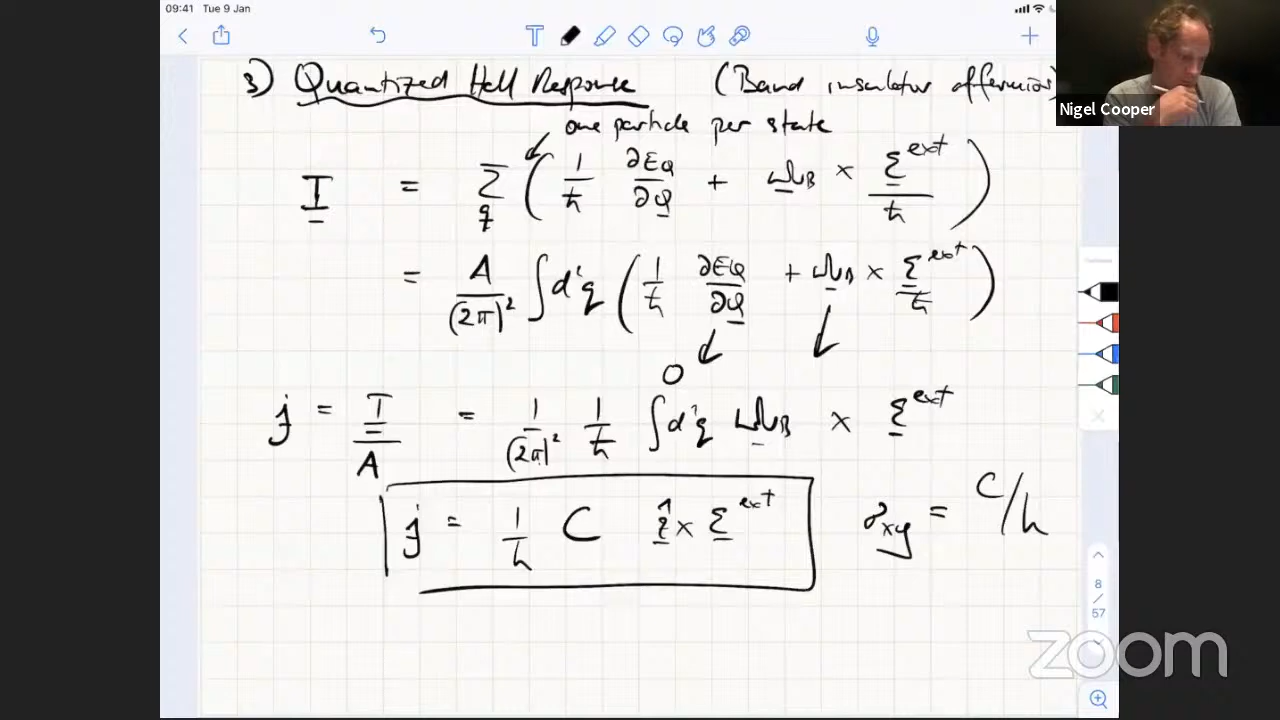 09:41 Tue 9 Jan
3) Quantized Hall Response (Band insulator of fermions)
one particle per state
I = Σ_q ( 1/ħ ∂E_q/∂q + Ω_B × ε^ext/ħ )
= A/(2π)² ∫d²q ( 1/ħ ∂E_q/∂q + Ω_B × ε^ext/ħ )
0
j = I/A = 1/(2π)² 1/ħ ∫d²q Ω_B × ε^ext
j = 1/h C ẑ × ε^ext σ_xy = C/h
Nigel Cooper
8
/
57
zoom